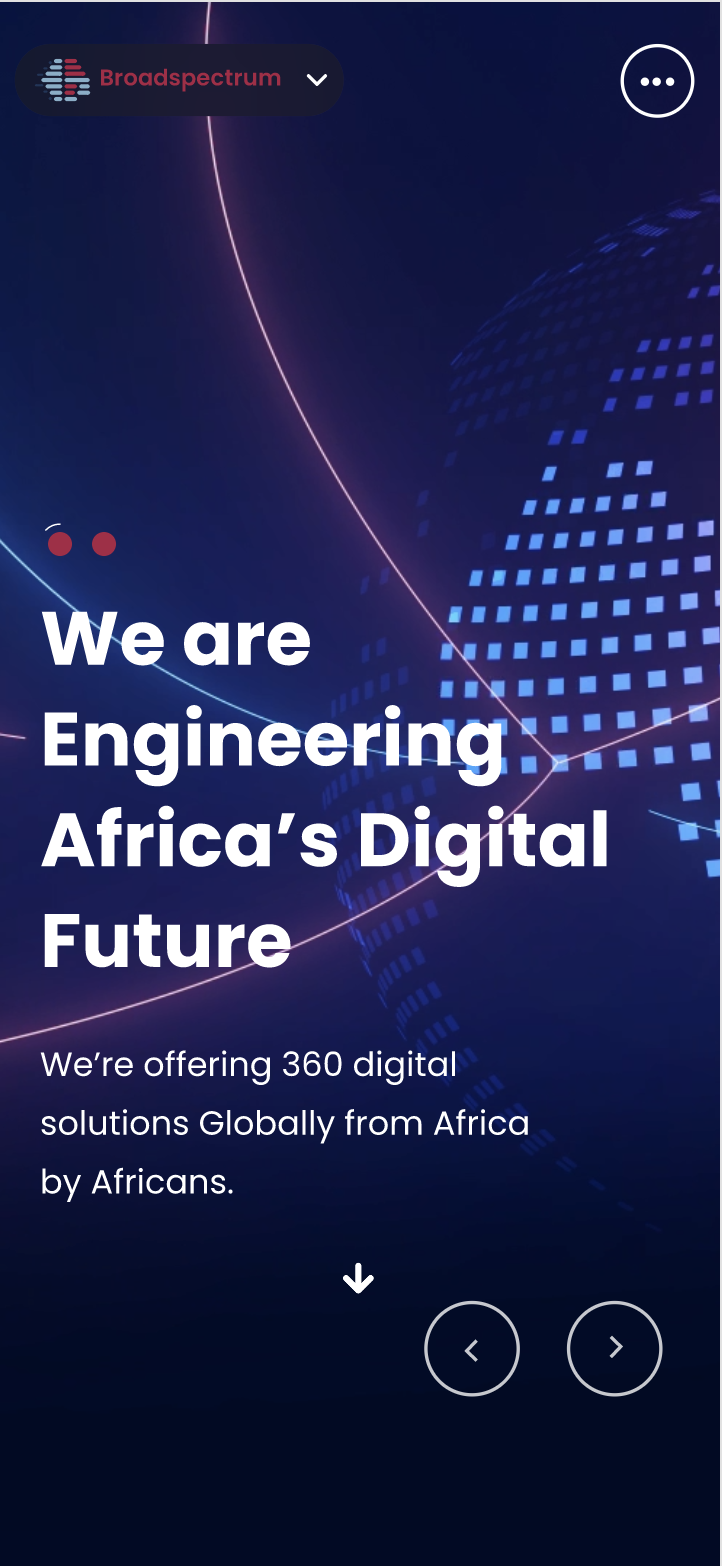 Broadspectrum
We are
Engineering
Africa’s Digital
Future
We’re offering 360 digital
solutions Globally from Africa
by Africans.